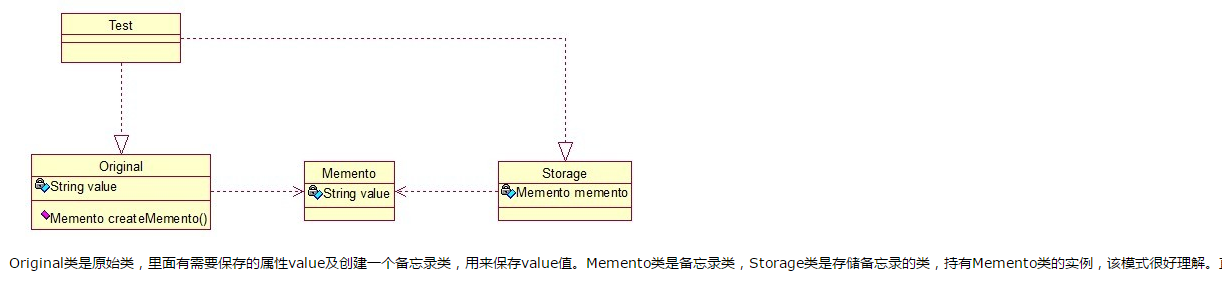 Test
Original
String value
Memento createMemento()
Memento
String value
Storage
Memento memento
Original类是原始类，里面有需要保存的属性value及创建一个备忘录类，用来保存value值。Memento类是备忘录类，Storage类是存储备忘录的类，持有Memento类的实例，该模式很好理解。